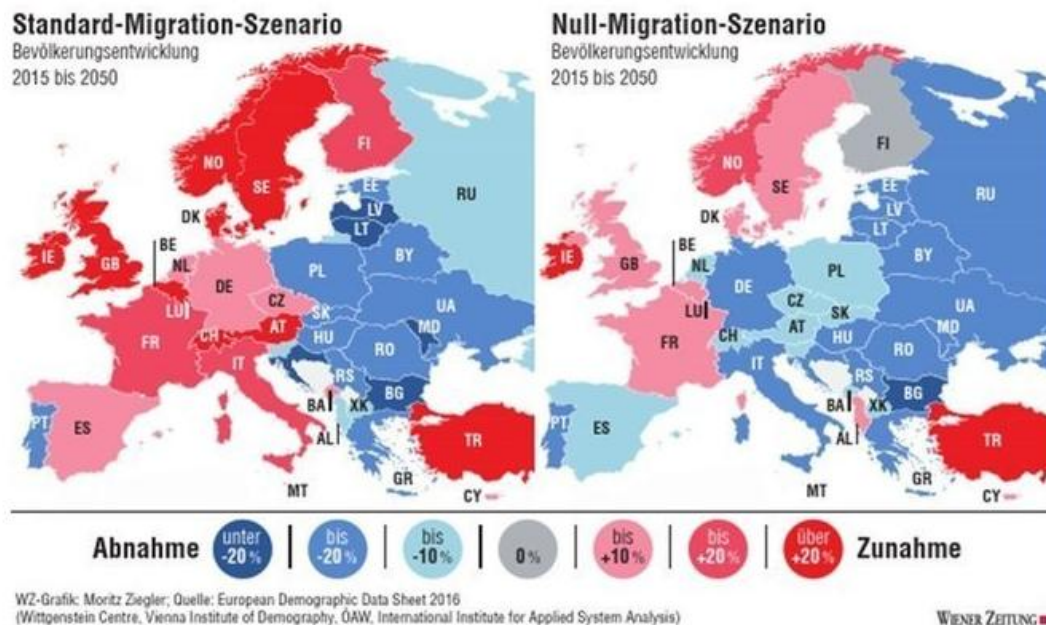 Standard-Migration-Szenario
Bevölkerungsentwicklung
2015 bis 2050
NO
SE
FI
RU
DK
EE
LV
LT
BY
IE
GB
BE
NL
DE
PL
LU
CZ
SK
UA
FR
CH
AT
HU
MD
RO
IT
RS
BG
BA
XK
AL
PT
ES
TR
GR
MT
CY
Null-Migration-Szenario
Bevölkerungsentwicklung
2015 bis 2050
NO
SE
FI
RU
DK
EE
LV
LT
BY
IE
GB
BE
NL
DE
PL
LU
CZ
SK
UA
FR
CH
AT
HU
MD
RO
IT
RS
BG
BA
XK
AL
PT
ES
TR
GR
MT
CY
Abnahme
unter
-20 %
bis
-20 %
bis
-10 %
0 %
bis
+10 %
bis
+20 %
über
+20 %
Zunahme
WZ-Grafik: Moritz Ziegler; Quelle: European Demographic Data Sheet 2016
(Wittgenstein Centre, Vienna Institute of Demography, ÖAW, International Institute for Applied System Analysis)
WIENER ZEITUNG